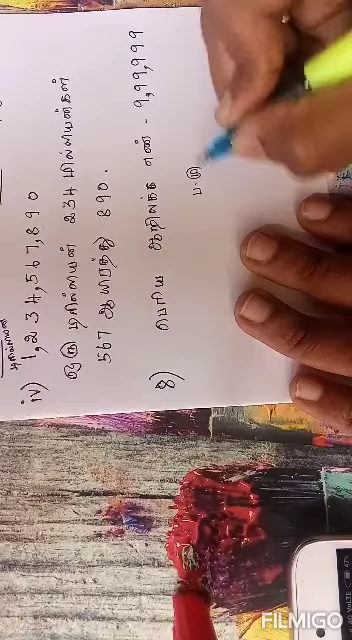 iv) 1,234,567,890
ஒரு பில்லியன் 234 மில்லியன்கள்
567 ஆயிரத்து 890.
8) பெரிய ஆறிலக்க எண் - 9,99,999
FILMIGO